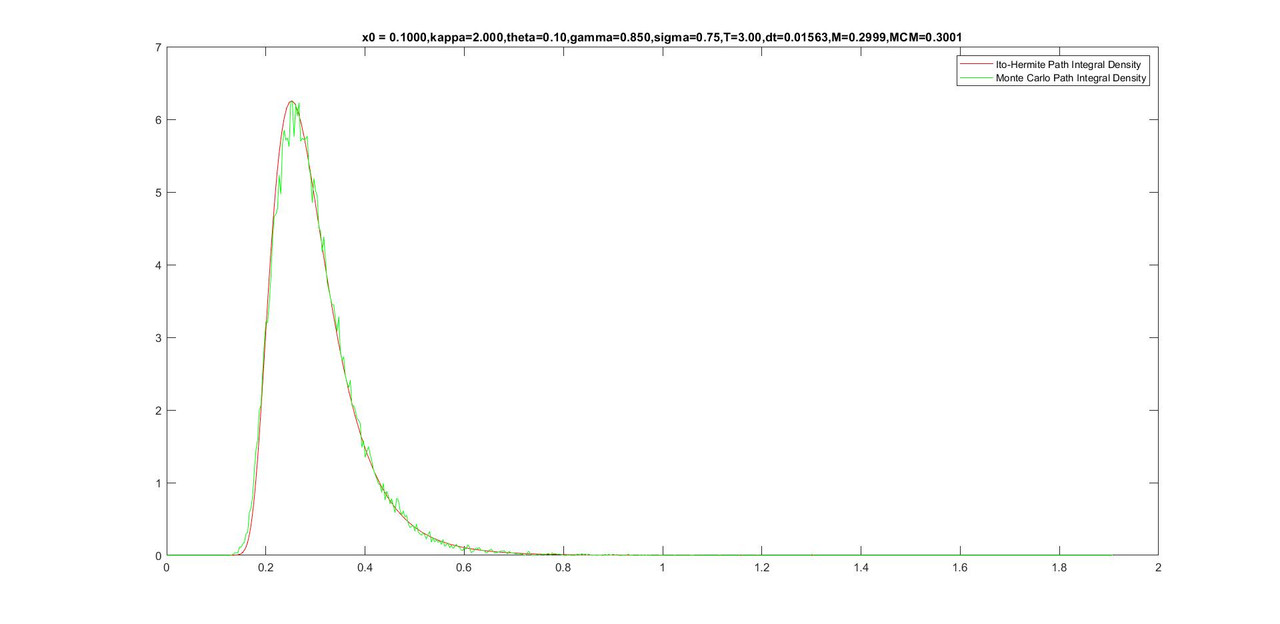 x0 = 0.1000,kappa=2.000,theta=0.10,gamma=0.850,sigma=0.75,T=3.00,dt=0.01563,M=0.2999,MCM=0.3001
Ito-Hermite Path Integral Density
Monte Carlo Path Integral Density
7
6
5
4
3
2
1
0
0 0.2 0.4 0.6 0.8 1 1.2 1.4 1.6 1.8 2